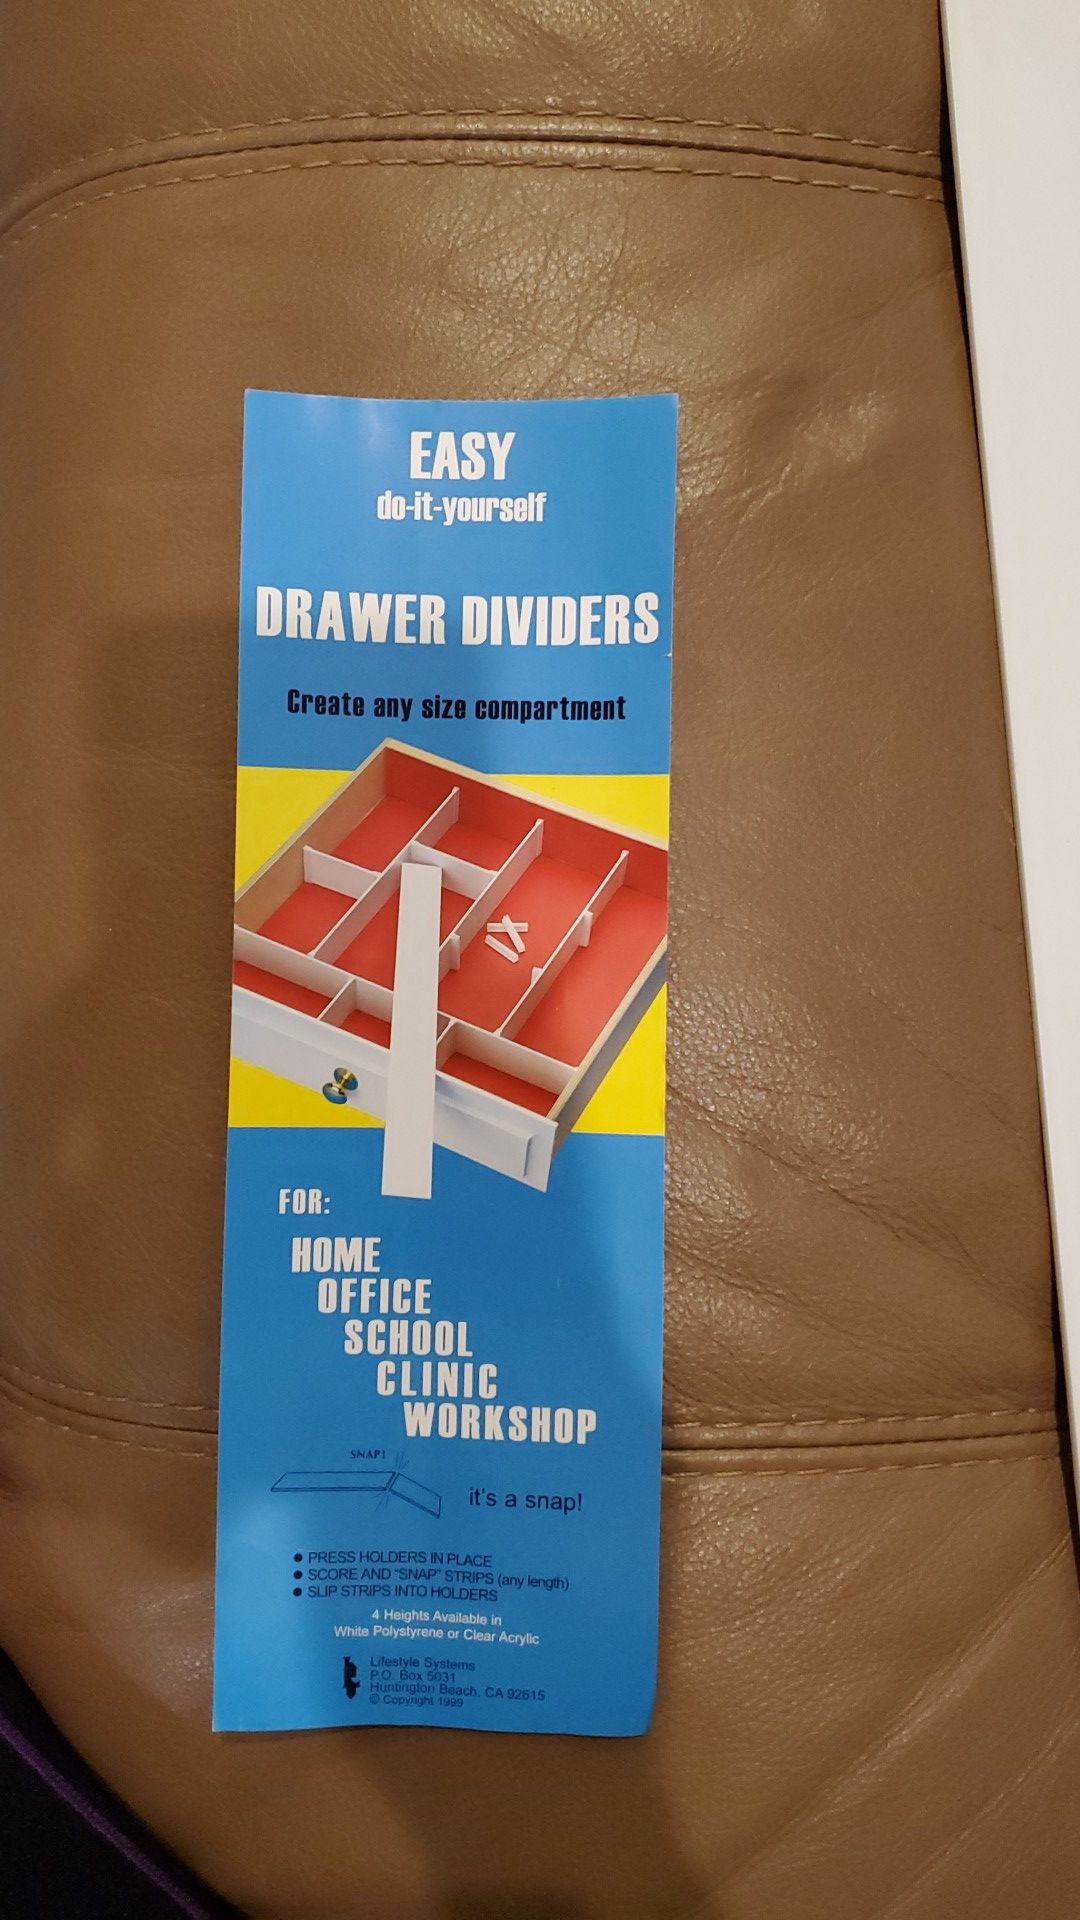 EASY
do-it-yourself
DRAWER DIVIDERS
Create any size compartment
FOR:
HOME
OFFICE
SCHOOL
CLINIC
WORKSHOP
SNAP!
it's a snap!
● PRESS HOLDERS IN PLACE
● SCORE AND "SNAP" STRIPS (any length)
● SLIP STRIPS INTO HOLDERS
4 Heights Available in
White Polystyrene or Clear Acrylic
Lifestyle Systems
P.O. Box 5031
Huntington Beach, CA 92615
© Copyright 1999